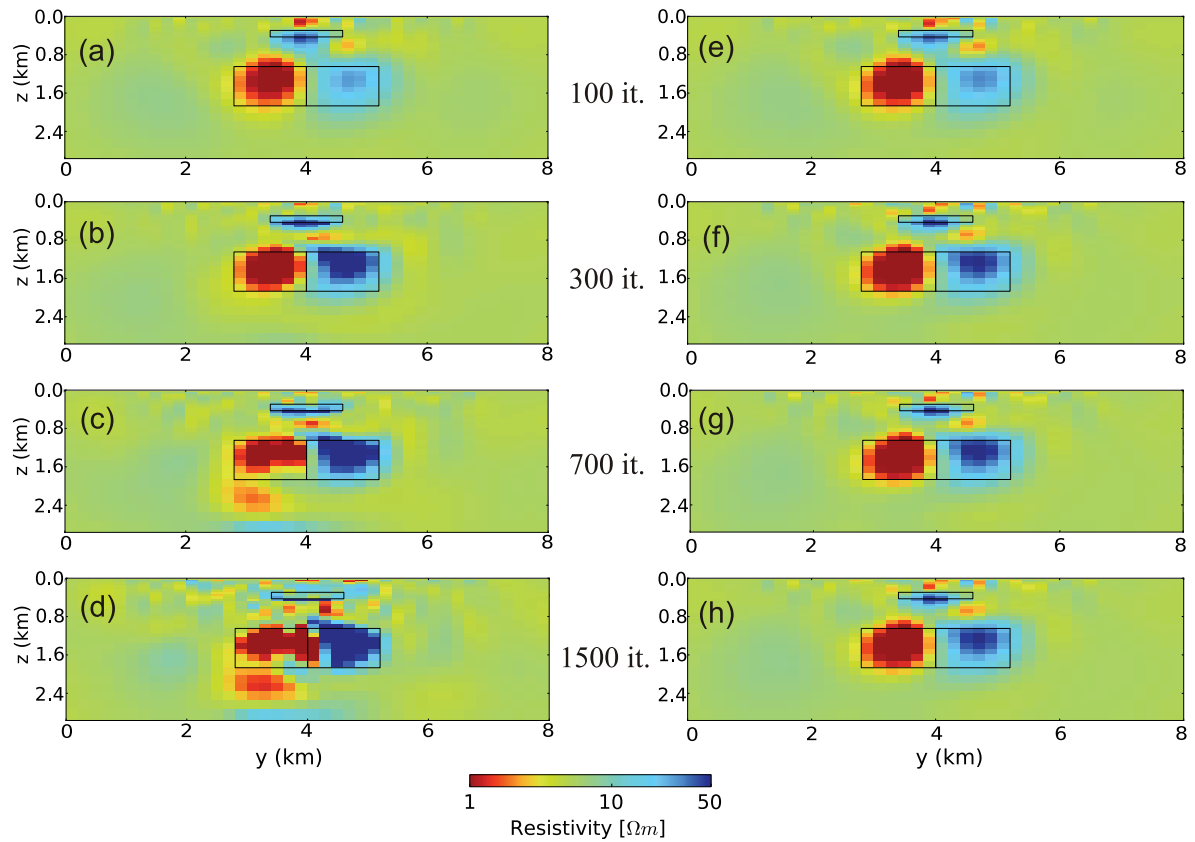 (a)
0.0
0.8
1.6
2.4
z (km)
0 2 4 6 8
(e)
0.0
0.8
1.6
2.4
0 2 4 6 8
100 it.
(b)
0.0
0.8
1.6
2.4
z (km)
0 2 4 6 8
(f)
0.0
0.8
1.6
2.4
0 2 4 6 8
300 it.
(c)
0.0
0.8
1.6
2.4
z (km)
0 2 4 6 8
(g)
0.0
0.8
1.6
2.4
0 2 4 6 8
700 it.
(d)
0.0
0.8
1.6
2.4
z (km)
0 2 4 6 8
y (km)
(h)
0.0
0.8
1.6
2.4
0 2 4 6 8
y (km)
1500 it.
1 10 50
Resistivity [Ωm]